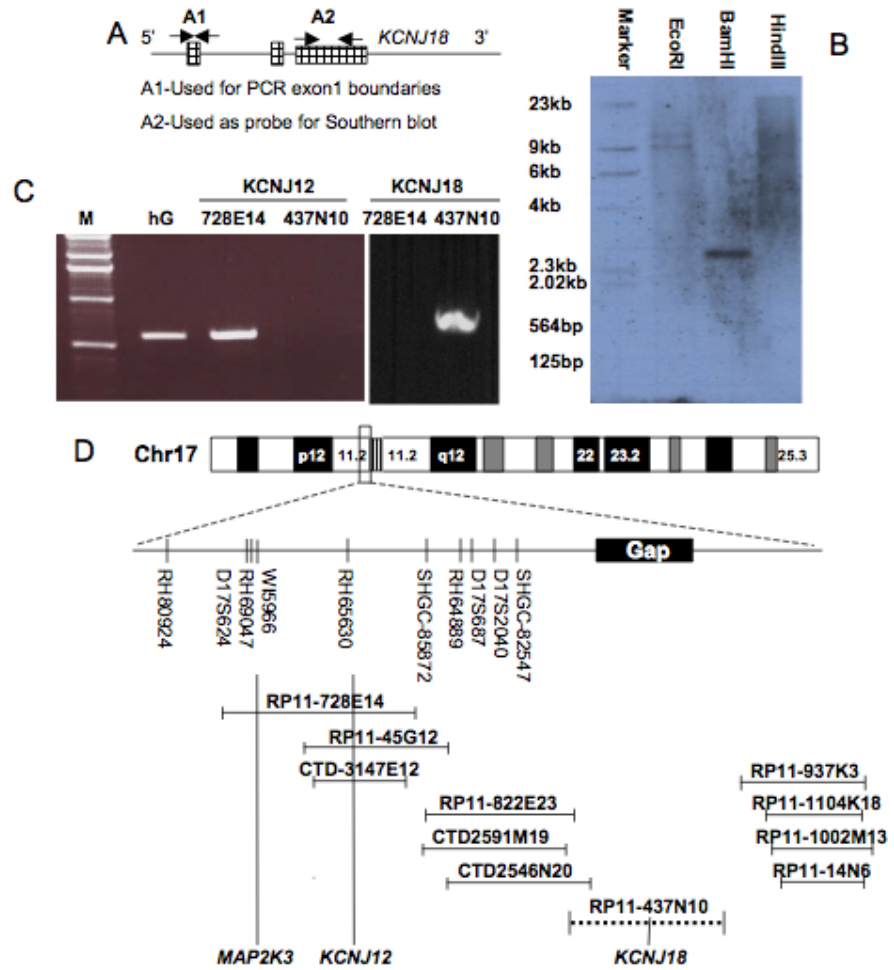 A
A1
A2
5'
KCNJ18
3'
A1-Used for PCR exon1 boundaries
A2-Used as probe for Southern blot
B
Marker
EcoRI
BamHI
HindIII
23kb
9kb
6kb
4kb
2.3kb
2.02kb
564bp
125bp
C
KCNJ12
KCNJ18
M
hG
728E14
437N10
728E14
437N10
D
Chr17
p12
11.2
11.2
q12
22
23.2
25.3
Gap
RH80924
D17S624
RH69047
WI5966
RH65630
SHGC-85872
RH64889
D17S687
D17S2040
SHGC-82547
RP11-728E14
RP11-45G12
CTD-3147E12
RP11-822E23
CTD2591M19
CTD2546N20
RP11-437N10
RP11-937K3
RP11-1104K18
RP11-1002M13
RP11-14N6
MAP2K3
KCNJ12
KCNJ18